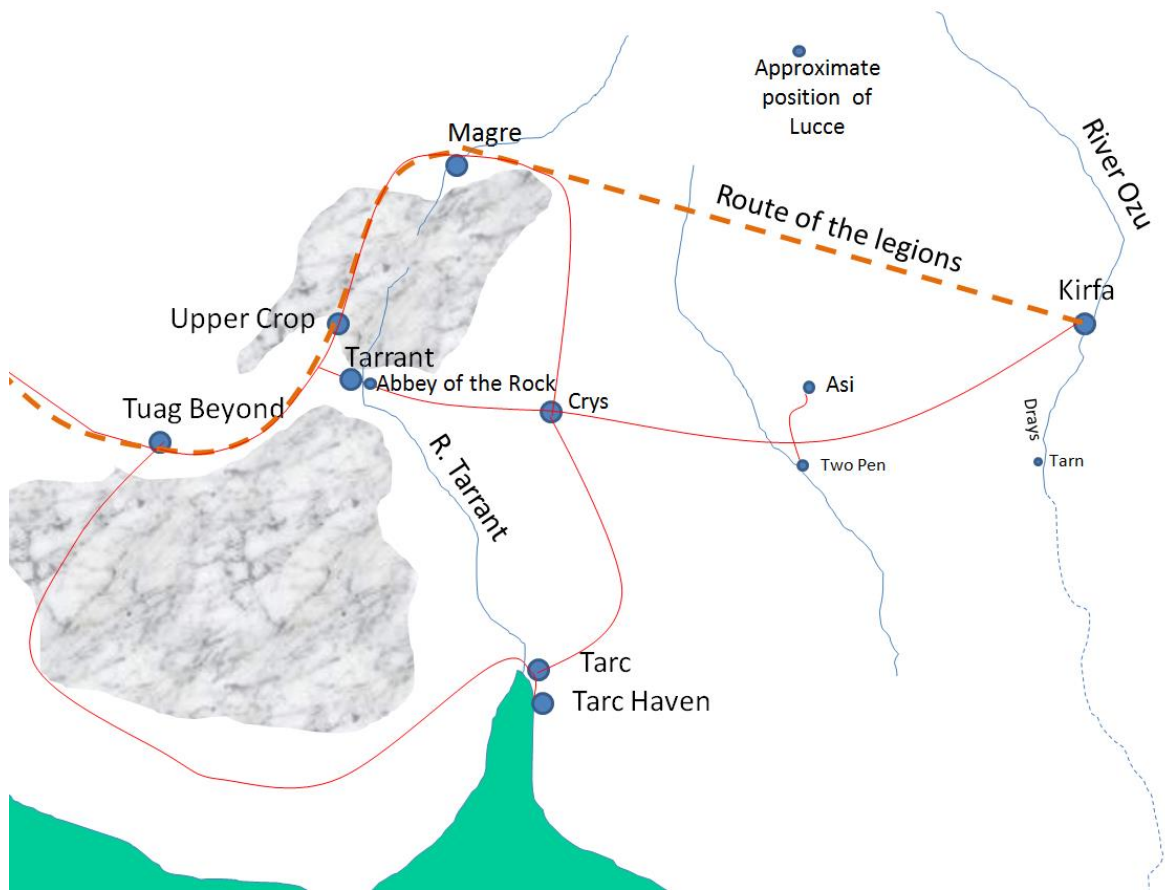 Approximate
position of
Lucce
Magre
River Ozu
Route of the legions
Kirfa
Upper Crop
Tarrant
Abbey of the Rock
Asi
Crys
Tuag Beyond
Drays
R. Tarrant
Two Pen
Tarn
Tarc
Tarc Haven